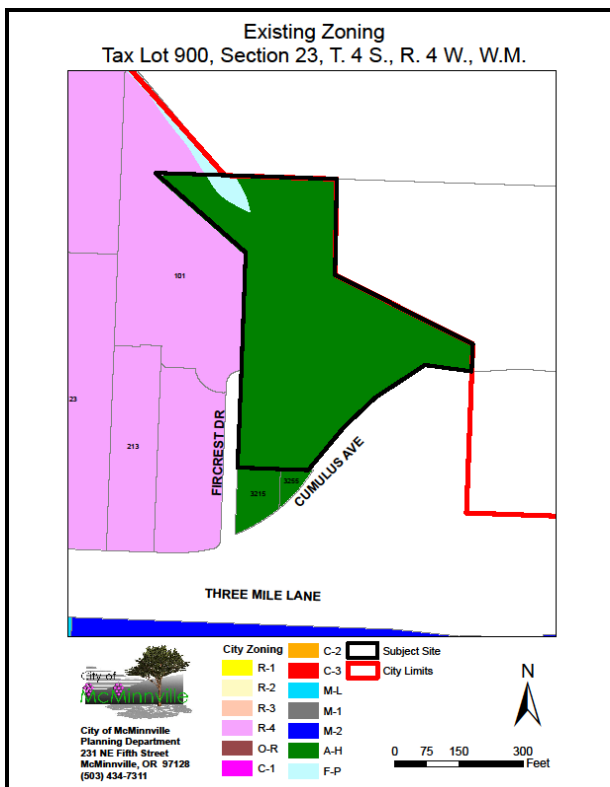 Existing Zoning
Tax Lot 900, Section 23, T. 4 S., R. 4 W., W.M.
101
23
213
FIRCREST DR
3215
CUMULUS AVE
THREE MILE LANE
City of
McMinnville
City of McMinnville
Planning Department
231 NE Fifth Street
McMinnville, OR 97128
(503) 434-7311
City Zoning
R-1
R-2
R-3
R-4
O-R
C-1
C-2
C-3
M-L
M-1
M-2
A-H
F-P
Subject Site
City Limits
N
0 75 150 300
Feet